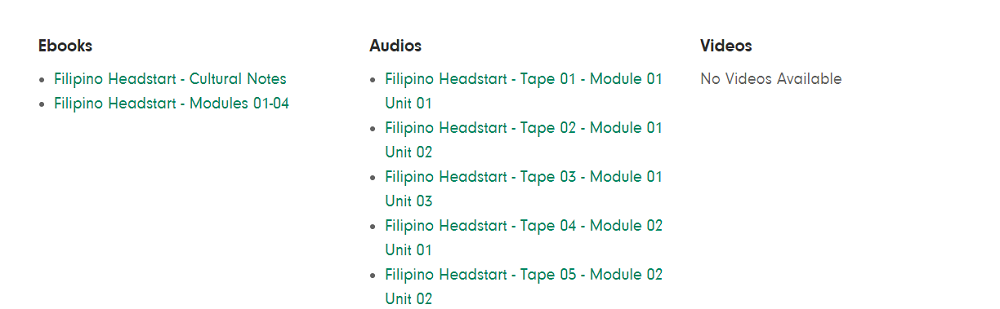 Ebooks
Filipino Headstart - Cultural Notes
Filipino Headstart - Modules 01-04
Audios
Filipino Headstart - Tape 01 - Module 01
Unit 01
Filipino Headstart - Tape 02 - Module 01
Unit 02
Filipino Headstart - Tape 03 - Module 01
Unit 03
Filipino Headstart - Tape 04 - Module 02
Unit 01
Filipino Headstart - Tape 05 - Module 02
Unit 02
Videos
No Videos Available